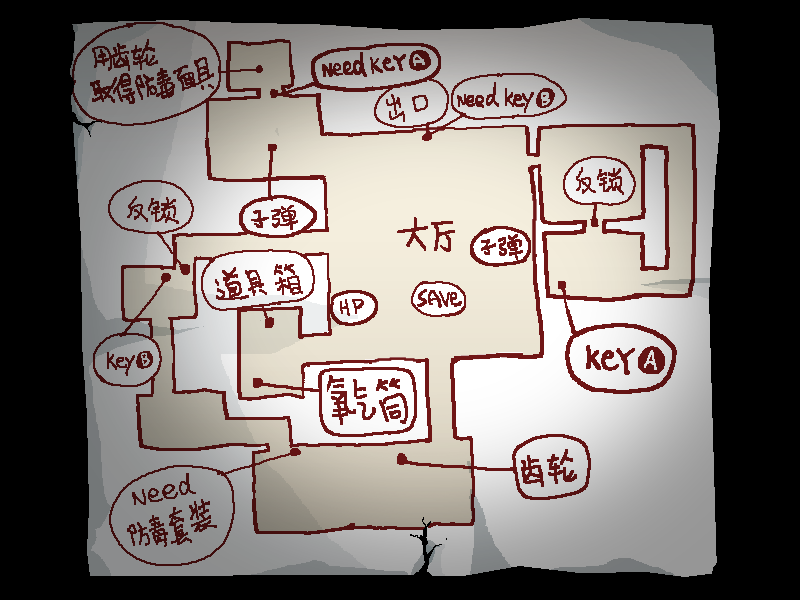 用齿轮
取得防毒面具
Need key A
出口
Need key B
反锁
反锁
子弹
大厅
子弹
道具箱
HP
SAVE
key B
key A
氧气筒
齿轮
Need
防毒套装